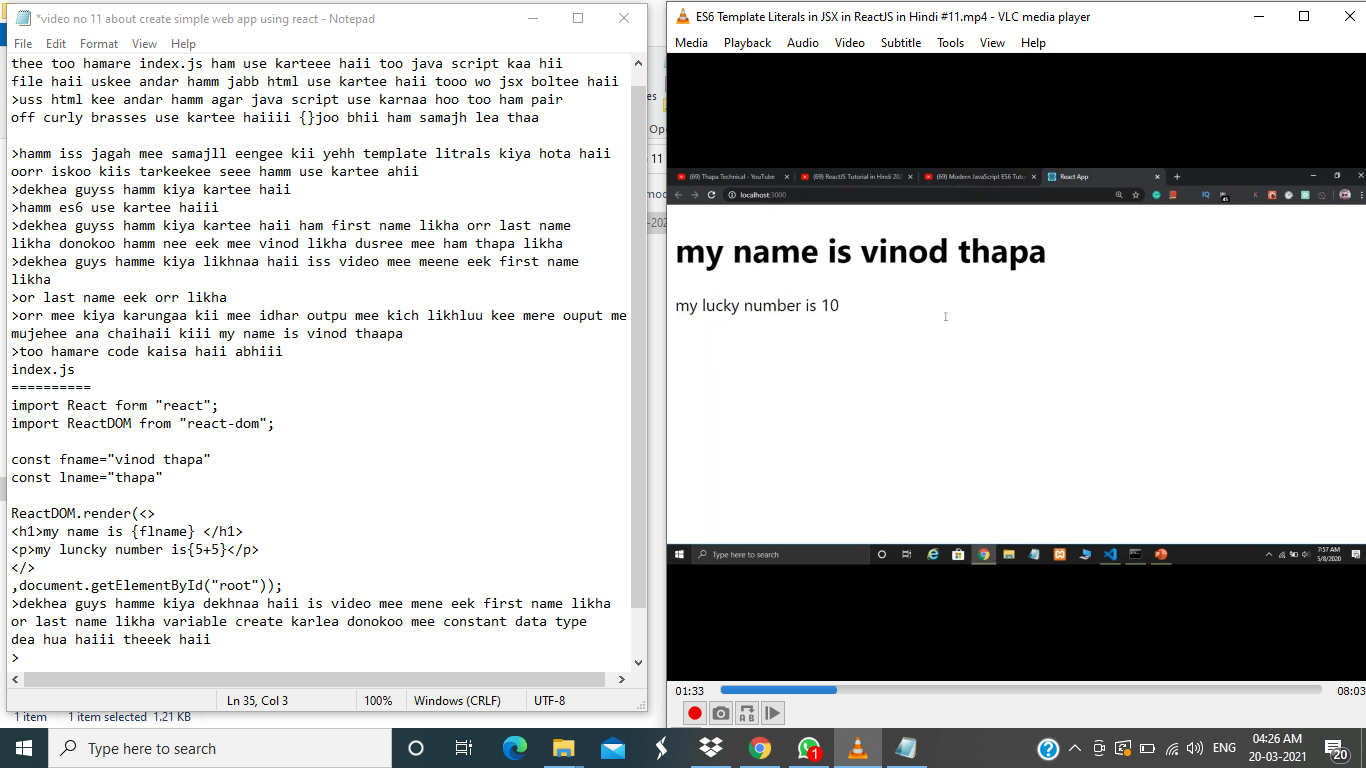 *video no 11 about create simple web app using react - Notepad
File Edit Format View Help
thee too hamare index.js ham use karteee haii too java script kaa hii
file haii uskee andar hamm jabb html use kartee haii tooo wo jsx boltee haii
>uss html kee andar hamm agar java script use karnaa hoo too ham pair
off curly brasses use kartee haiiii {}joo bhii ham samajh lea thaa
>hamm iss jagah mee samajll eengee kii yehh template litrals kiya hota haii
oorr iskoo kiis tarkeekee seee hamm use kartee ahii
>dekhea guyss hamm kiya kartee haii
>hamm es6 use kartee haiii
>dekhea guyss hamm kiya kartee haii ham first name likha orr last name
likha donokoo hamm nee eek mee vinod likha dusree mee ham thapa likha
>dekhea guys hamme kiya likhnaa haii iss video mee meene eek first name
likha
>or last name eek orr likha
>orr mee kiya karungaa kii mee idhar outpu mee kich likhluu kee mere ouput me
mujehee ana chaihaii kiii my name is vinod thaapa
>too hamare code kaisa haii abhiii
index.js
==========
import React form "react";
import ReactDOM from "react-dom";
const fname="vinod thapa"
const lname="thapa"
ReactDOM.render(<>
<h1>my name is {flname} </h1>
<p>my luncky number is{5+5}</p>
</>
,document.getElementById("root"));
>dekhea guys hamme kiya dekhnaa haii is video mee mene eek first name likha
or last name likha variable create karlea donokoo mee constant data type
dea hua haiii theeek haii
>
Ln 35, Col 3 100% Windows (CRLF) UTF-8
1 item 1 item selected 1.21 KB
es
Op
11
mod
-202
ES6 Template Literals in JSX in ReactJS in Hindi #11.mp4 - VLC media player
Media Playback Audio Video Subtitle Tools View Help
(69) Thapa Technical - YouTube (69) ReactJS Tutorial in Hindi 202 (69) Modern JavaScript ES6 Tuto React App
localhost:3000
45
my name is vinod thapa
my lucky number is 10
Type here to search
7:57 AM
5/8/2020
01:33 08:03
A B
Type here to search
1
ENG
04:26 AM
20-03-2021
20